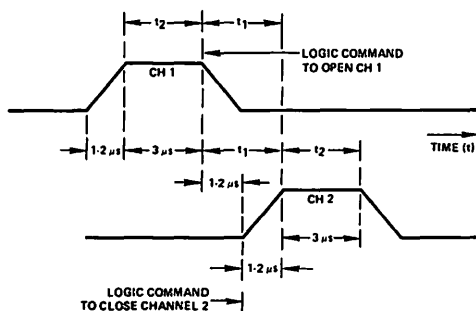 t2
t1
LOGIC COMMAND
TO OPEN CH 1
CH 1
1-2 μs
3 μs
t1
t2
TIME (t)
1-2 μs
CH 2
3 μs
1-2 μs
LOGIC COMMAND
TO CLOSE CHANNEL 2